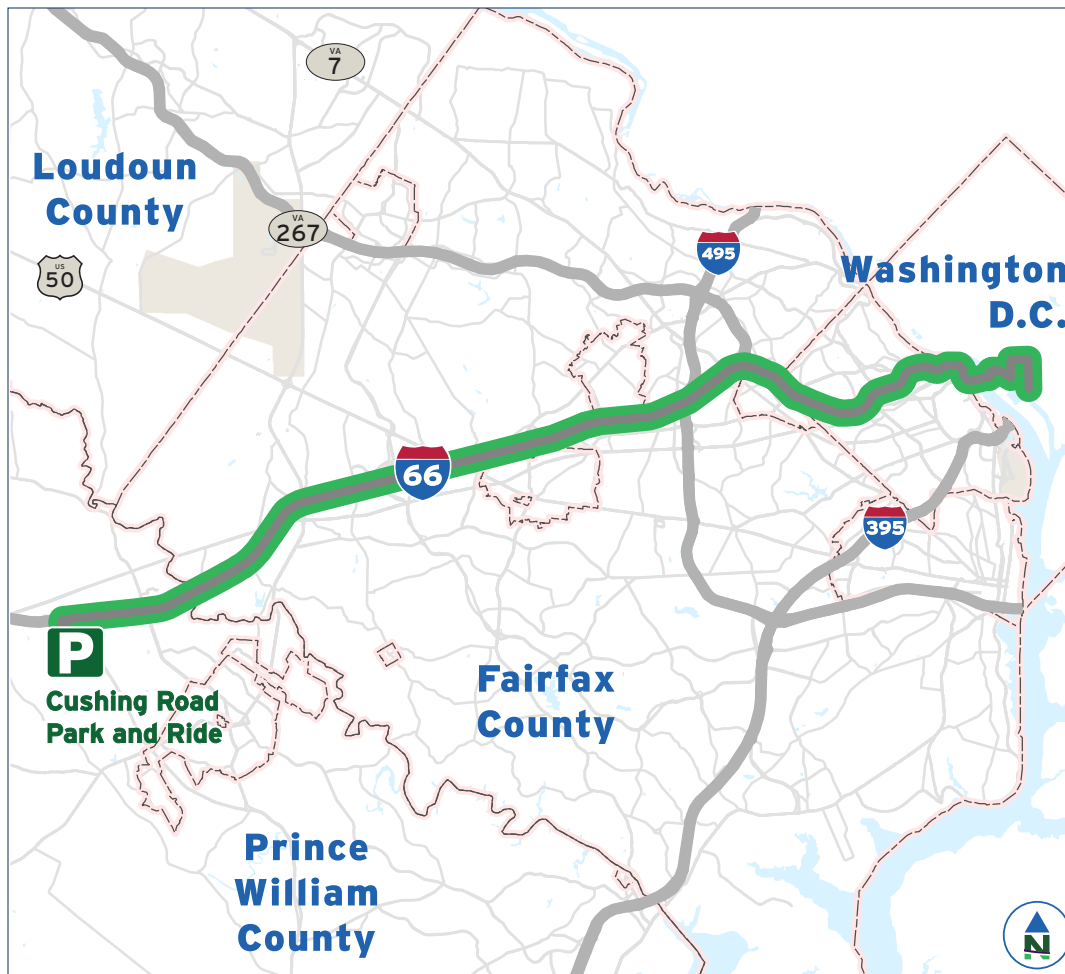 VA
7
Loudoun
County
VA
267
US
50
495
Washington
D.C.
66
395
P
Cushing Road
Park and Ride
Fairfax
County
Prince
William
County
N